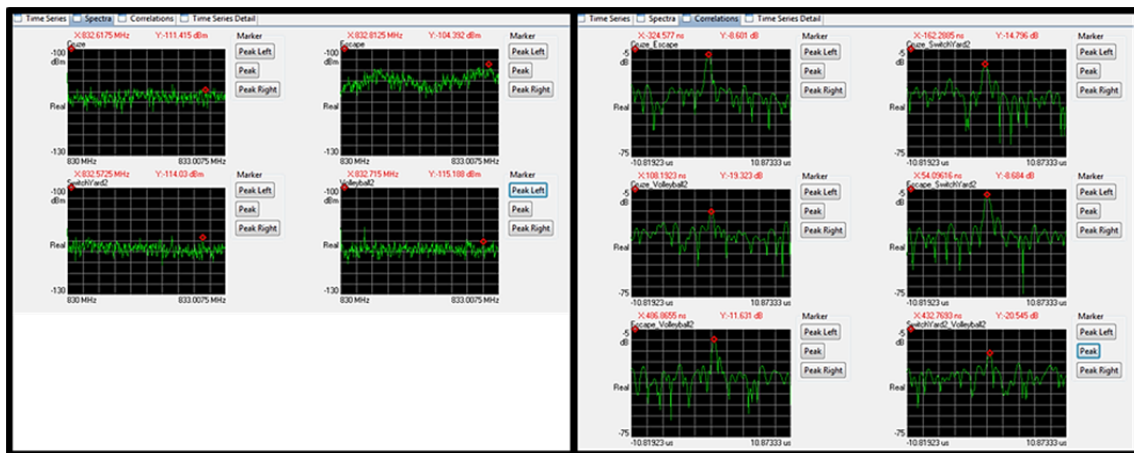 Time Series Spectra Correlations Time Series Detail
X:832.6175 MHz Y:-111.415 dBm
Cruze
Marker
-100
dBm
Real
-130
830 MHz 833.0075 MHz
Peak Left
Peak
Peak Right
X:832.8125 MHz Y:-104.392 dBm
Escape
Marker
-100
dBm
Real
-130
830 MHz 833.0075 MHz
Peak Left
Peak
Peak Right
X:832.5725 MHz Y:-114.03 dBm
SwitchYard2
Marker
-100
dBm
Real
-130
830 MHz 833.0075 MHz
Peak Left
Peak
Peak Right
X:832.715 MHz Y:-115.188 dBm
Volleyball2
Marker
-100
dBm
Real
-130
830 MHz 833.0075 MHz
Peak Left
Peak
Peak Right
Time Series Spectra Correlations Time Series Detail
X:-324.577 ns Y:-8.681 dB
Cruze_Escape
Marker
-5
dB
Real
-75
-10.81923 us 10.87333 us
Peak Left
Peak
Peak Right
X:-162.2885 ns Y:-14.796 dB
Cruze_SwitchYard2
Marker
-5
dB
Real
-75
-10.81923 us 10.87333 us
Peak Left
Peak
Peak Right
X:108.1923 ns Y:-19.323 dB
Cruze_Volleyball2
Marker
-5
dB
Real
-75
-10.81923 us 10.87333 us
Peak Left
Peak
Peak Right
X:54.09616 ns Y:-8.684 dB
Escape_SwitchYard2
Marker
-5
dB
Real
-75
-10.81923 us 10.87333 us
Peak Left
Peak
Peak Right
X:486.8655 ns Y:-11.631 dB
Escape_Volleyball2
Marker
-5
dB
Real
-75
-10.81923 us 10.87333 us
Peak Left
Peak
Peak Right
X:432.7693 ns Y:-20.545 dB
SwitchYard2_Volleyball2
Marker
-5
dB
Real
-75
-10.81923 us 10.87333 us
Peak Left
Peak
Peak Right